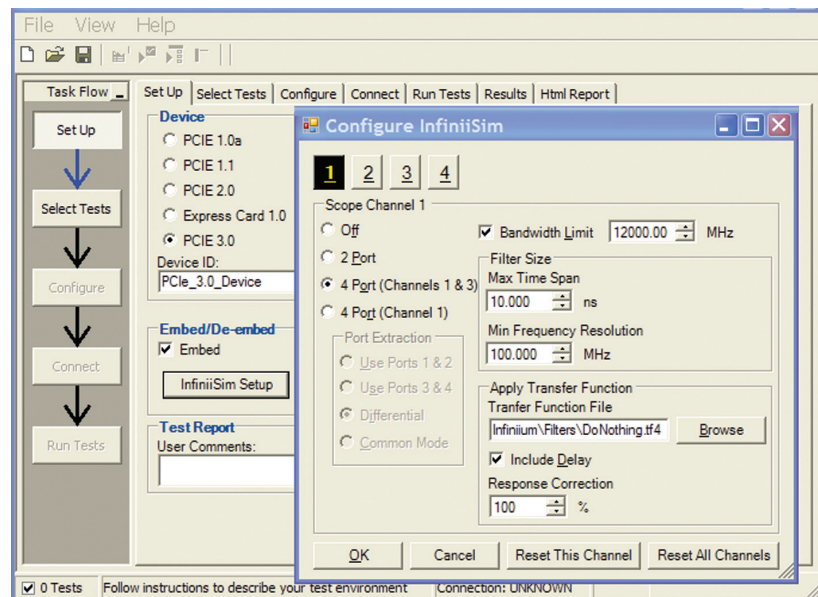 File View Help
Task Flow
Set Up
Select Tests
Configure
Connect
Run Tests
Set Up Select Tests Configure Connect Run Tests Results Html Report
Device
PCIE 1.0a
PCIE 1.1
PCIE 2.0
Express Card 1.0
PCIE 3.0
Device ID:
PCIe_3.0_Device
Embed/De-embed
Embed
InfiniiSim Setup
Test Report
User Comments:
Configure InfiniiSim
1 2 3 4
Scope Channel 1
Off
2 Port
4 Port (Channels 1 & 3)
4 Port (Channel 1)
Port Extraction
Use Ports 1 & 2
Use Ports 3 & 4
Differential
Common Mode
Bandwidth Limit 12000.00 MHz
Filter Size
Max Time Span
10.000 ns
Min Frequency Resolution
100.000 MHz
Apply Transfer Function
Tranfer Function File
Infiniium\Filters\DoNothing.tf4 Browse
Include Delay
Response Correction
100 %
OK Cancel Reset This Channel Reset All Channels
0 Tests Follow instructions to describe your test environment Connection: UNKNOWN